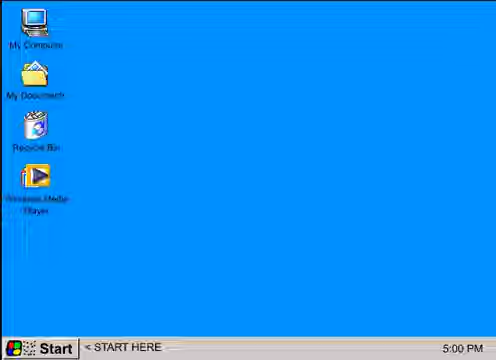 My Computer
My Documents
Recycle Bin
Windows Media
Player
Start
< START HERE
5:00 PM